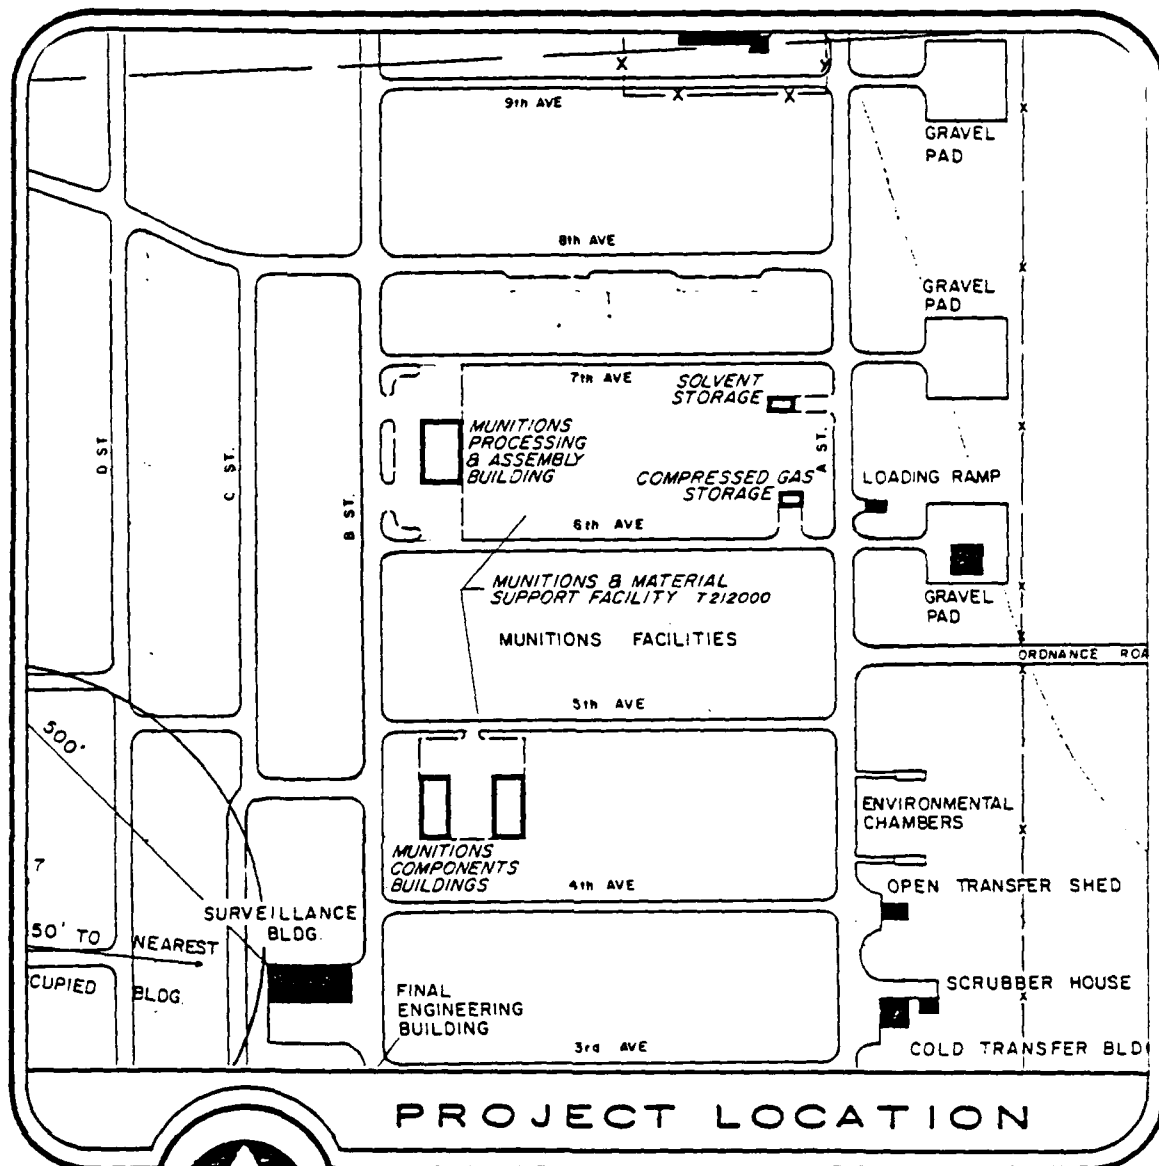 9th AVE
GRAVEL
PAD
8th AVE
GRAVEL
PAD
7th AVE
SOLVENT
STORAGE
D ST.
C ST.
B ST.
A ST.
MUNITIONS
PROCESSING
& ASSEMBLY
BUILDING
COMPRESSED GAS
STORAGE
LOADING RAMP
6th AVE
MUNITIONS & MATERIAL
SUPPORT FACILITY T212000
GRAVEL
PAD
MUNITIONS FACILITIES
ORDNANCE ROA
5th AVE
500'
ENVIRONMENTAL
CHAMBERS
MUNITIONS
COMPONENTS
BUILDINGS
7
4th AVE
OPEN TRANSFER SHED
SURVEILLANCE
BLDG.
50' TO NEAREST
CUPIED BLDG.
FINAL
ENGINEERING
BUILDING
SCRUBBER HOUSE
3rd AVE
COLD TRANSFER BLD
PROJECT LOCATION